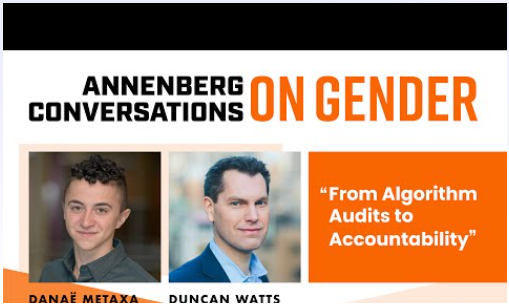 ANNENBERG
CONVERSATIONS
ON GENDER
“From Algorithm
Audits to
Accountability”
DANAË METAXA
DUNCAN WATTS